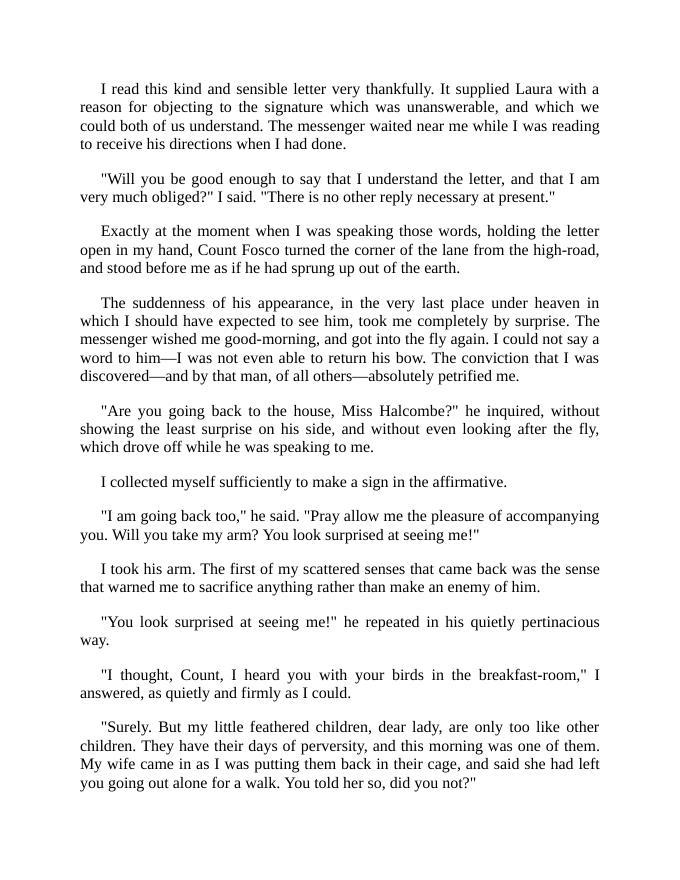 I read this kind and sensible letter very thankfully. It supplied Laura with a
reason for objecting to the signature which was unanswerable, and which we
could both of us understand. The messenger waited near me while I was reading
to receive his directions when I had done.
"Will you be good enough to say that I understand the letter, and that I am
very much obliged?" I said. "There is no other reply necessary at present."
Exactly at the moment when I was speaking those words, holding the letter
open in my hand, Count Fosco turned the corner of the lane from the high-road,
and stood before me as if he had sprung up out of the earth.
The suddenness of his appearance, in the very last place under heaven in
which I should have expected to see him, took me completely by surprise. The
messenger wished me good-morning, and got into the fly again. I could not say a
word to him—I was not even able to return his bow. The conviction that I was
discovered—and by that man, of all others—absolutely petrified me.
"Are you going back to the house, Miss Halcombe?" he inquired, without
showing the least surprise on his side, and without even looking after the fly,
which drove off while he was speaking to me.
I collected myself sufficiently to make a sign in the affirmative.
"I am going back too," he said. "Pray allow me the pleasure of accompanying
you. Will you take my arm? You look surprised at seeing me!"
I took his arm. The first of my scattered senses that came back was the sense
that warned me to sacrifice anything rather than make an enemy of him.
"You look surprised at seeing me!" he repeated in his quietly pertinacious
way.
"I thought, Count, I heard you with your birds in the breakfast-room," I
answered, as quietly and firmly as I could.
"Surely. But my little feathered children, dear lady, are only too like other
children. They have their days of perversity, and this morning was one of them.
My wife came in as I was putting them back in their cage, and said she had left
you going out alone for a walk. You told her so, did you not?"